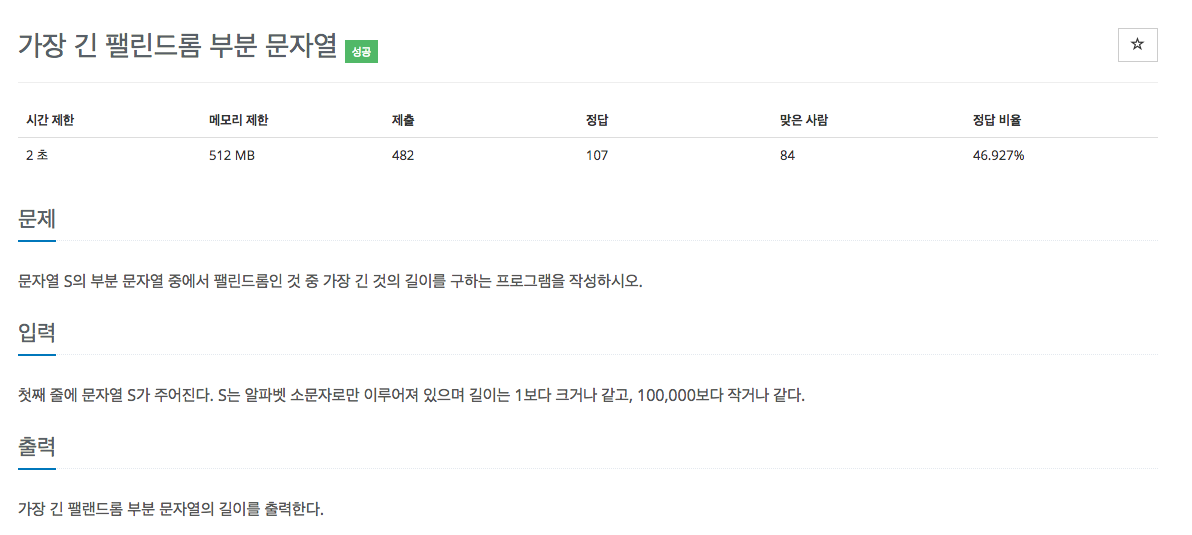 가장 긴 팰린드롬 부분 문자열 성공
☆
시간 제한 메모리 제한 제출 정답 맞은 사람 정답 비율
2 초 512 MB 482 107 84 46.927%
문제
문자열 S의 부분 문자열 중에서 팰린드롬인 것 중 가장 긴 것의 길이를 구하는 프로그램을 작성하시오.
입력
첫째 줄에 문자열 S가 주어진다. S는 알파벳 소문자로만 이루어져 있으며 길이는 1보다 크거나 같고, 100,000보다 작거나 같다.
출력
가장 긴 팰랜드롬 부분 문자열의 길이를 출력한다.